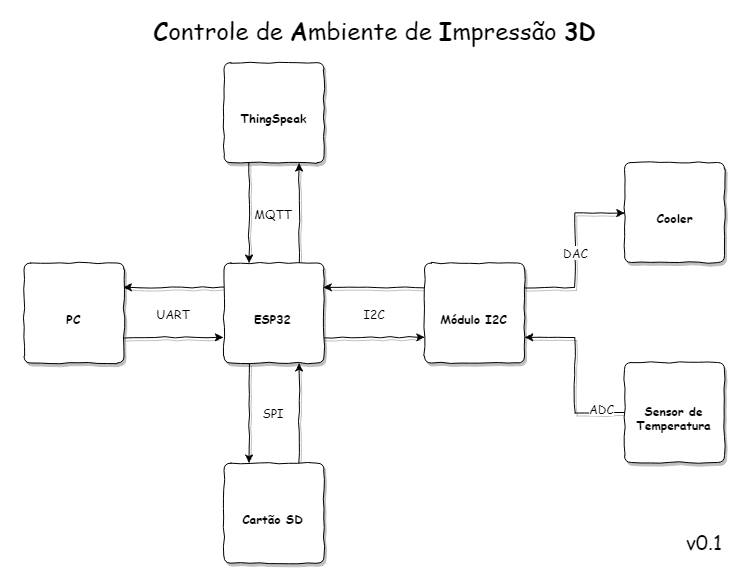 Controle de Ambiente de Impressão 3D
ThingSpeak
MQTT
Cooler
DAC
PC
UART
ESP32
I2C
Módulo I2C
ADC
Sensor de
Temperatura
SPI
Cartão SD
v0.1